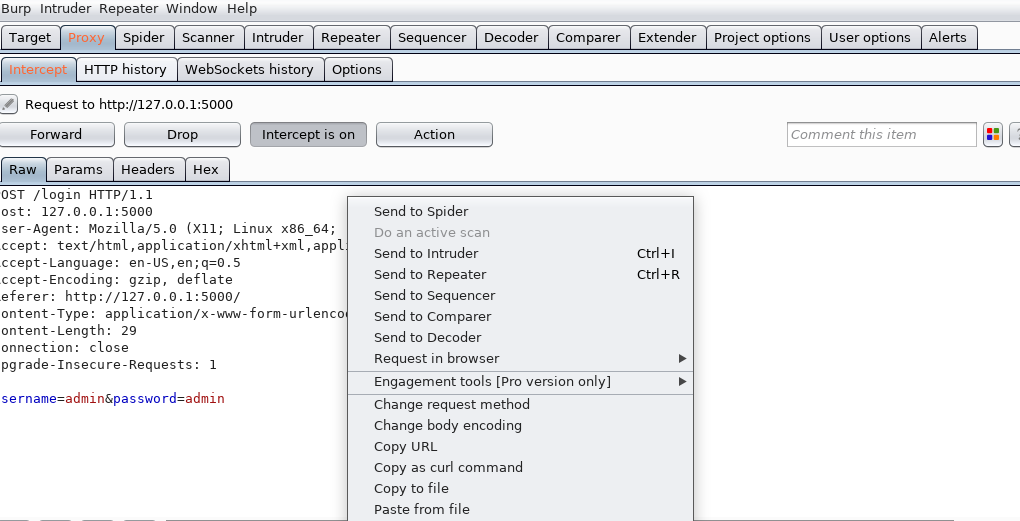 Burp Intruder Repeater Window Help
Target Proxy Spider Scanner Intruder Repeater Sequencer Decoder Comparer Extender Project options User options Alerts
Intercept HTTP history WebSockets history Options
Request to http://127.0.0.1:5000
Forward Drop Intercept is on Action Comment this item ?
Raw Params Headers Hex
OST /login HTTP/1.1
ost: 127.0.0.1:5000
ser-Agent: Mozilla/5.0 (X11; Linux x86_64;
ccept: text/html,application/xhtml+xml,appl
ccept-Language: en-US,en;q=0.5
ccept-Encoding: gzip, deflate
eferer: http://127.0.0.1:5000/
ontent-Type: application/x-www-form-urlenco
ontent-Length: 29
onnection: close
pgrade-Insecure-Requests: 1
sername=admin&password=admin
Send to Spider
Do an active scan
Send to Intruder Ctrl+I
Send to Repeater Ctrl+R
Send to Sequencer
Send to Comparer
Send to Decoder
Request in browser
Engagement tools [Pro version only]
Change request method
Change body encoding
Copy URL
Copy as curl command
Copy to file
Paste from file